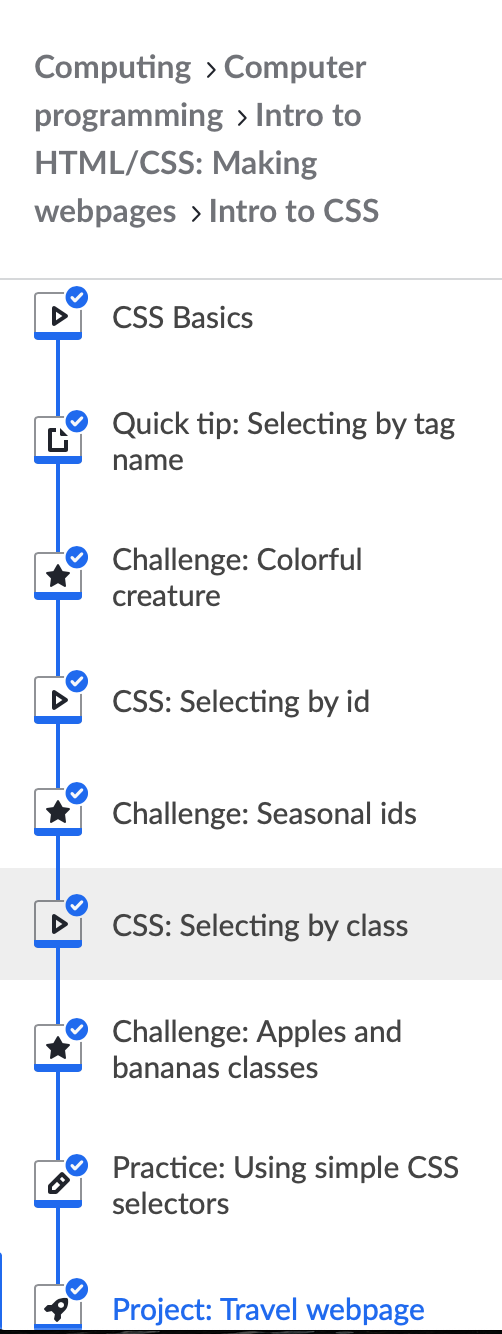 Computing > Computer
programming > Intro to
HTML/CSS: Making
webpages > Intro to CSS
CSS Basics
Quick tip: Selecting by tag
name
Challenge: Colorful
creature
CSS: Selecting by id
Challenge: Seasonal ids
CSS: Selecting by class
Challenge: Apples and
bananas classes
Practice: Using simple CSS
selectors
Project: Travel webpage